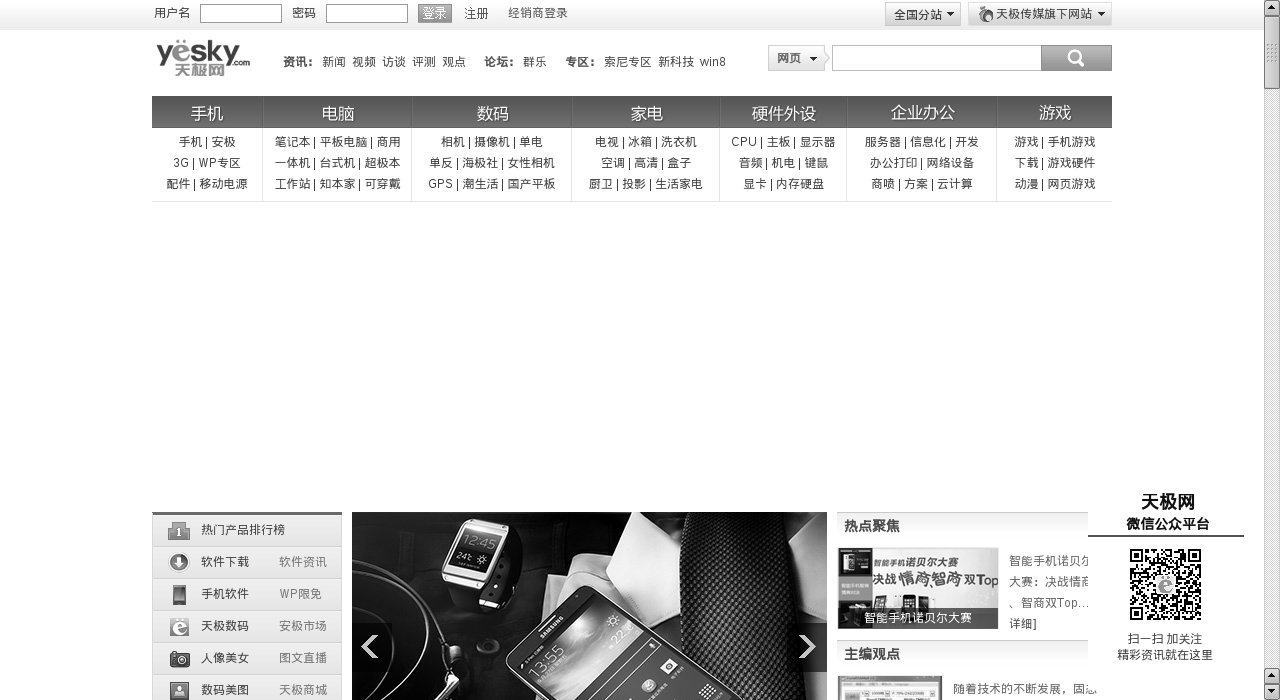 用户名 密码 登录 注册 经销商登录 全国分站 天极传媒旗下网站
yesky.com 天极网 资讯: 新闻 视频 访谈 评测 观点 论坛: 群乐 专区: 索尼专区 新科技 win8 网页
手机 电脑 数码 家电 硬件外设 企业办公 游戏
手机 | 安极 笔记本 | 平板电脑 | 商用 相机 | 摄像机 | 单电 电视 | 冰箱 | 洗衣机 CPU | 主板 | 显示器 服务器 | 信息化 | 开发 游戏 | 手机游戏
3G | WP专区 一体机 | 台式机 | 超极本 单反 | 海极社 | 女性相机 空调 | 高清 | 盒子 音频 | 机电 | 键鼠 办公打印 | 网络设备 下载 | 游戏硬件
配件 | 移动电源 工作站 | 知本家 | 可穿戴 GPS | 潮生活 | 国产平板 厨卫 | 投影 | 生活家电 显卡 | 内存硬盘 商喷 | 方案 | 云计算 动漫 | 网页游戏
热门产品排行榜
软件下载 软件资讯
手机软件 WP限免
天极数码 安极市场
人像美女 图文直播
数码美图 天极商城
12:45
24℃
SAMSUNG
13:55
22
热点聚焦
智能手机诺贝尔大赛
决战情商智商双Top
智能手机诺贝尔大赛
智能手机诺贝尔
大赛：决战情商
、智商双Top...
详细]
主编观点
随着技术的不断发展，固态
天极网
微信公众平台
扫一扫 加关注
精彩资讯就在这里